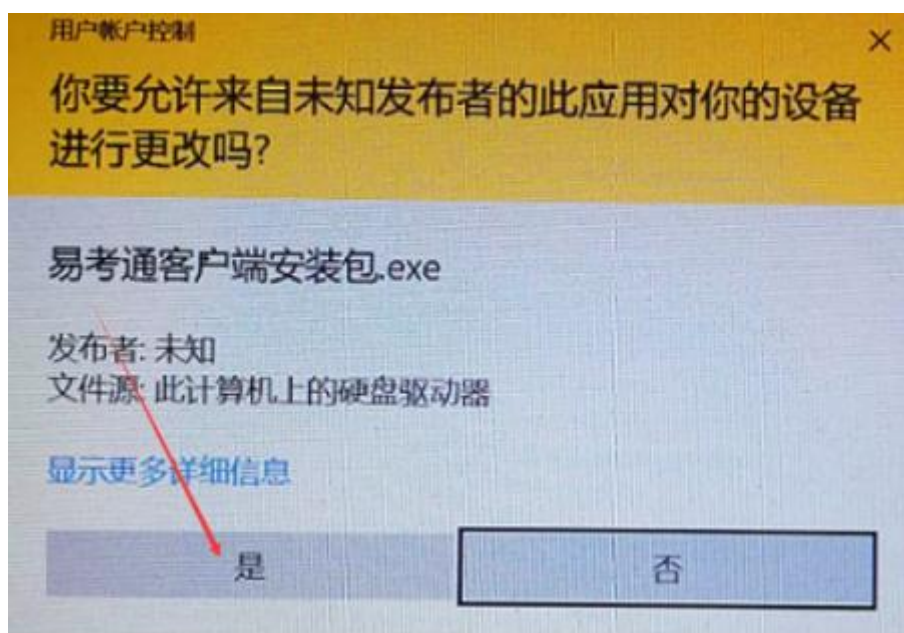 用户帐户控制
×
你要允许来自未知发布者的此应用对你的设备
进行更改吗?
易考通客户端安装包.exe
发布者: 未知
文件源: 此计算机上的硬盘驱动器
显示更多详细信息
是
否